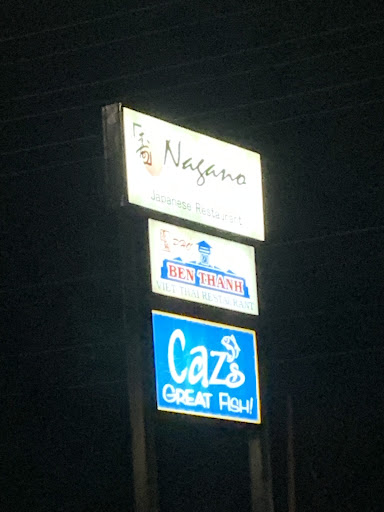 Nagano
Japanese Restaurant
BEN THANH
VIET THAI RESTAURANT
Caz's
GREAT FISH!